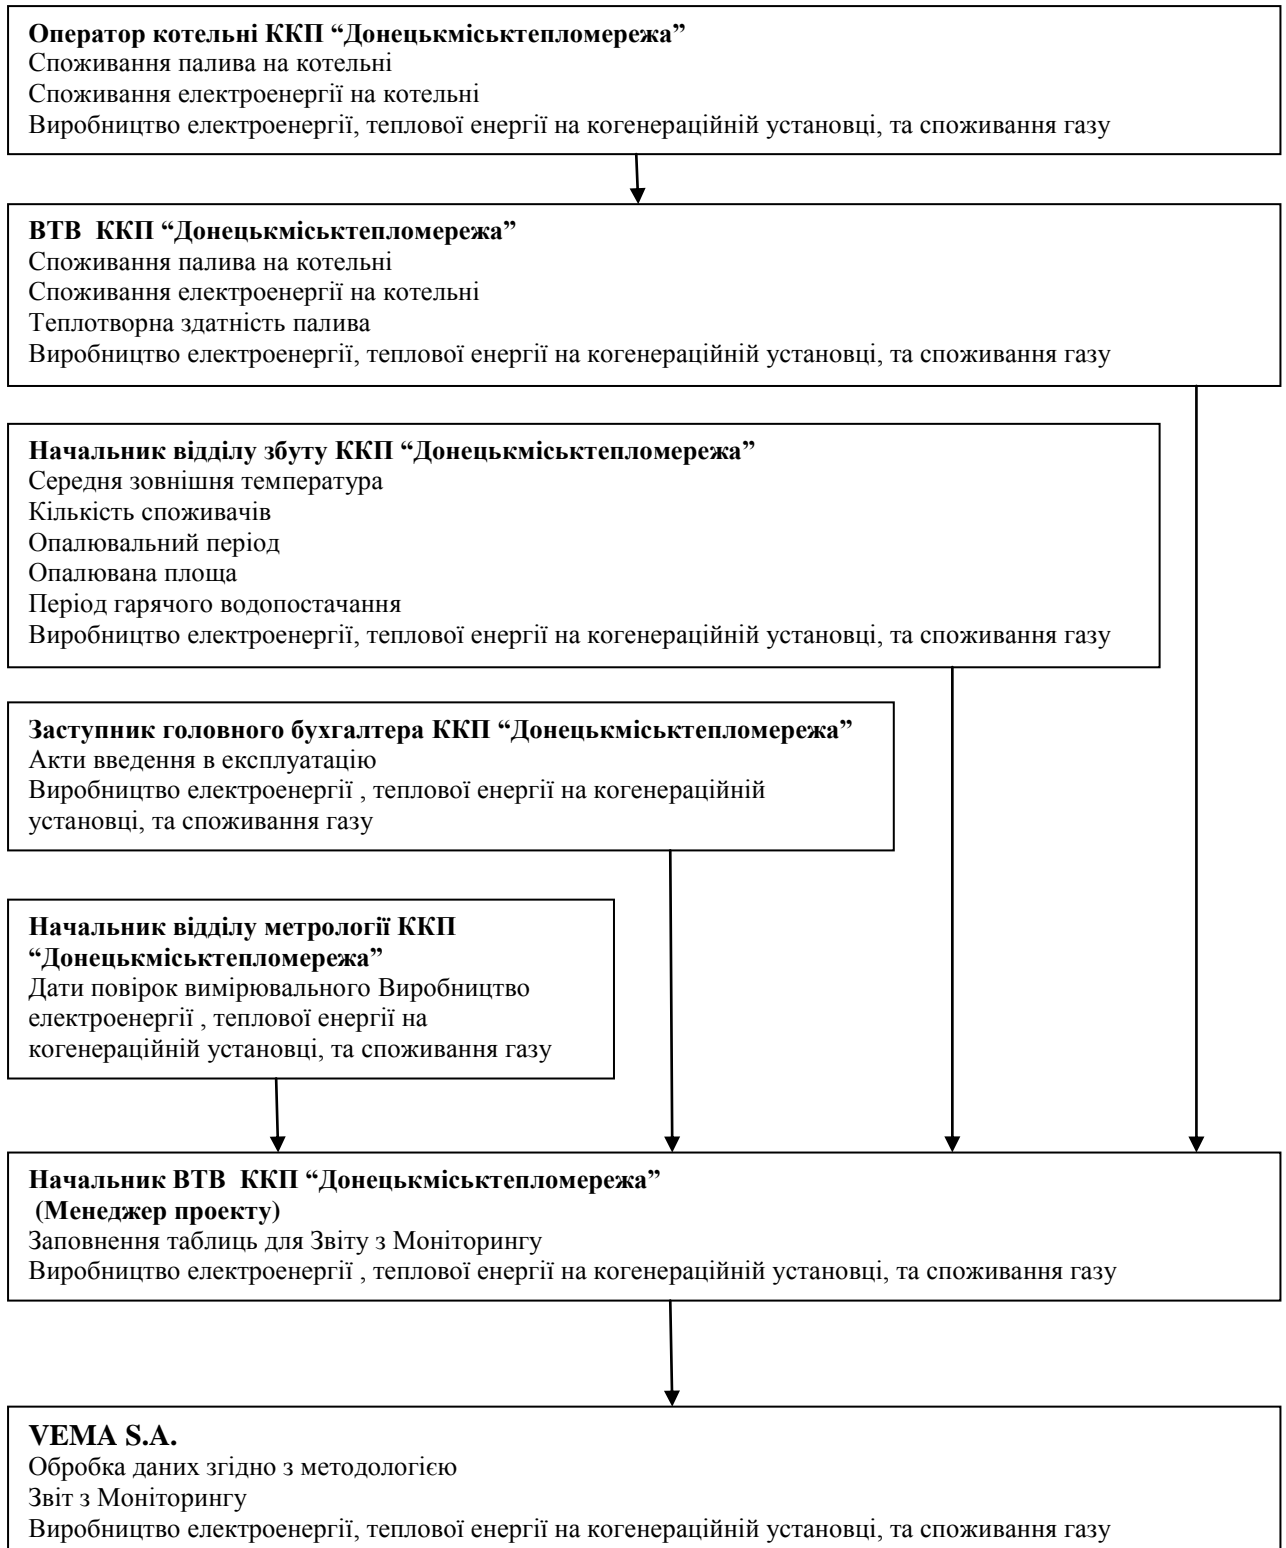 Оператор котельні ККП “Донецькміськтепломережа”
Споживання палива на котельні
Споживання електроенергії на котельні
Виробництво електроенергії, теплової енергії на когенераційній установці, та споживання газу
ВТВ ККП “Донецькміськтепломережа”
Споживання палива на котельні
Споживання електроенергії на котельні
Теплотворна здатність палива
Виробництво електроенергії, теплової енергії на когенераційній установці, та споживання газу
Начальник відділу збуту ККП “Донецькміськтепломережа”
Середня зовнішня температура
Кількість споживачів
Опалювальний період
Опалювана площа
Період гарячого водопостачання
Виробництво електроенергії, теплової енергії на когенераційній установці, та споживання газу
Заступник головного бухгалтера ККП “Донецькміськтепломережа”
Акти введення в експлуатацію
Виробництво електроенергії , теплової енергії на когенераційній
установці, та споживання газу
Начальник відділу метрології ККП
“Донецькміськтепломережа”
Дати повірок вимірювального Виробництво
електроенергії , теплової енергії на
когенераційній установці, та споживання газу
Начальник ВТВ ККП “Донецькміськтепломережа”
(Менеджер проекту)
Заповнення таблиць для Звіту з Моніторингу
Виробництво електроенергії , теплової енергії на когенераційній установці, та споживання газу
VEMA S.A.
Обробка даних згідно з методологією
Звіт з Моніторингу
Виробництво електроенергії, теплової енергії на когенераційній установці, та споживання газу